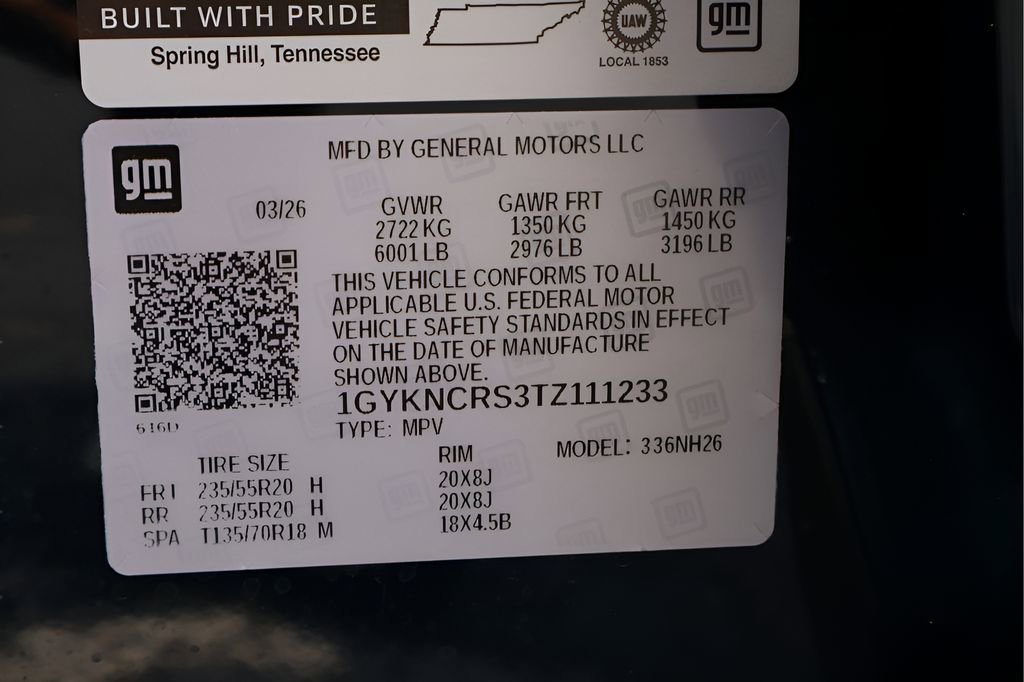 BUILT WITH PRIDE
Spring Hill, Tennessee
UAW
LOCAL 1853
gm
gm
MFD BY GENERAL MOTORS LLC
03/26
GVWR GAWR FRT GAWR RR
2722 KG 1350 KG 1450 KG
6001 LB 2976 LB 3196 LB
THIS VEHICLE CONFORMS TO ALL
APPLICABLE U.S. FEDERAL MOTOR
VEHICLE SAFETY STANDARDS IN EFFECT
ON THE DATE OF MANUFACTURE
SHOWN ABOVE.
1GYKNCRS3TZ111233
616D
TYPE: MPV
MODEL: 336NH26
TIRE SIZE RIM
FRT 235/55R20 H 20X8J
RR 235/55R20 H 20X8J
SPA T135/70R18 M 18X4.5B